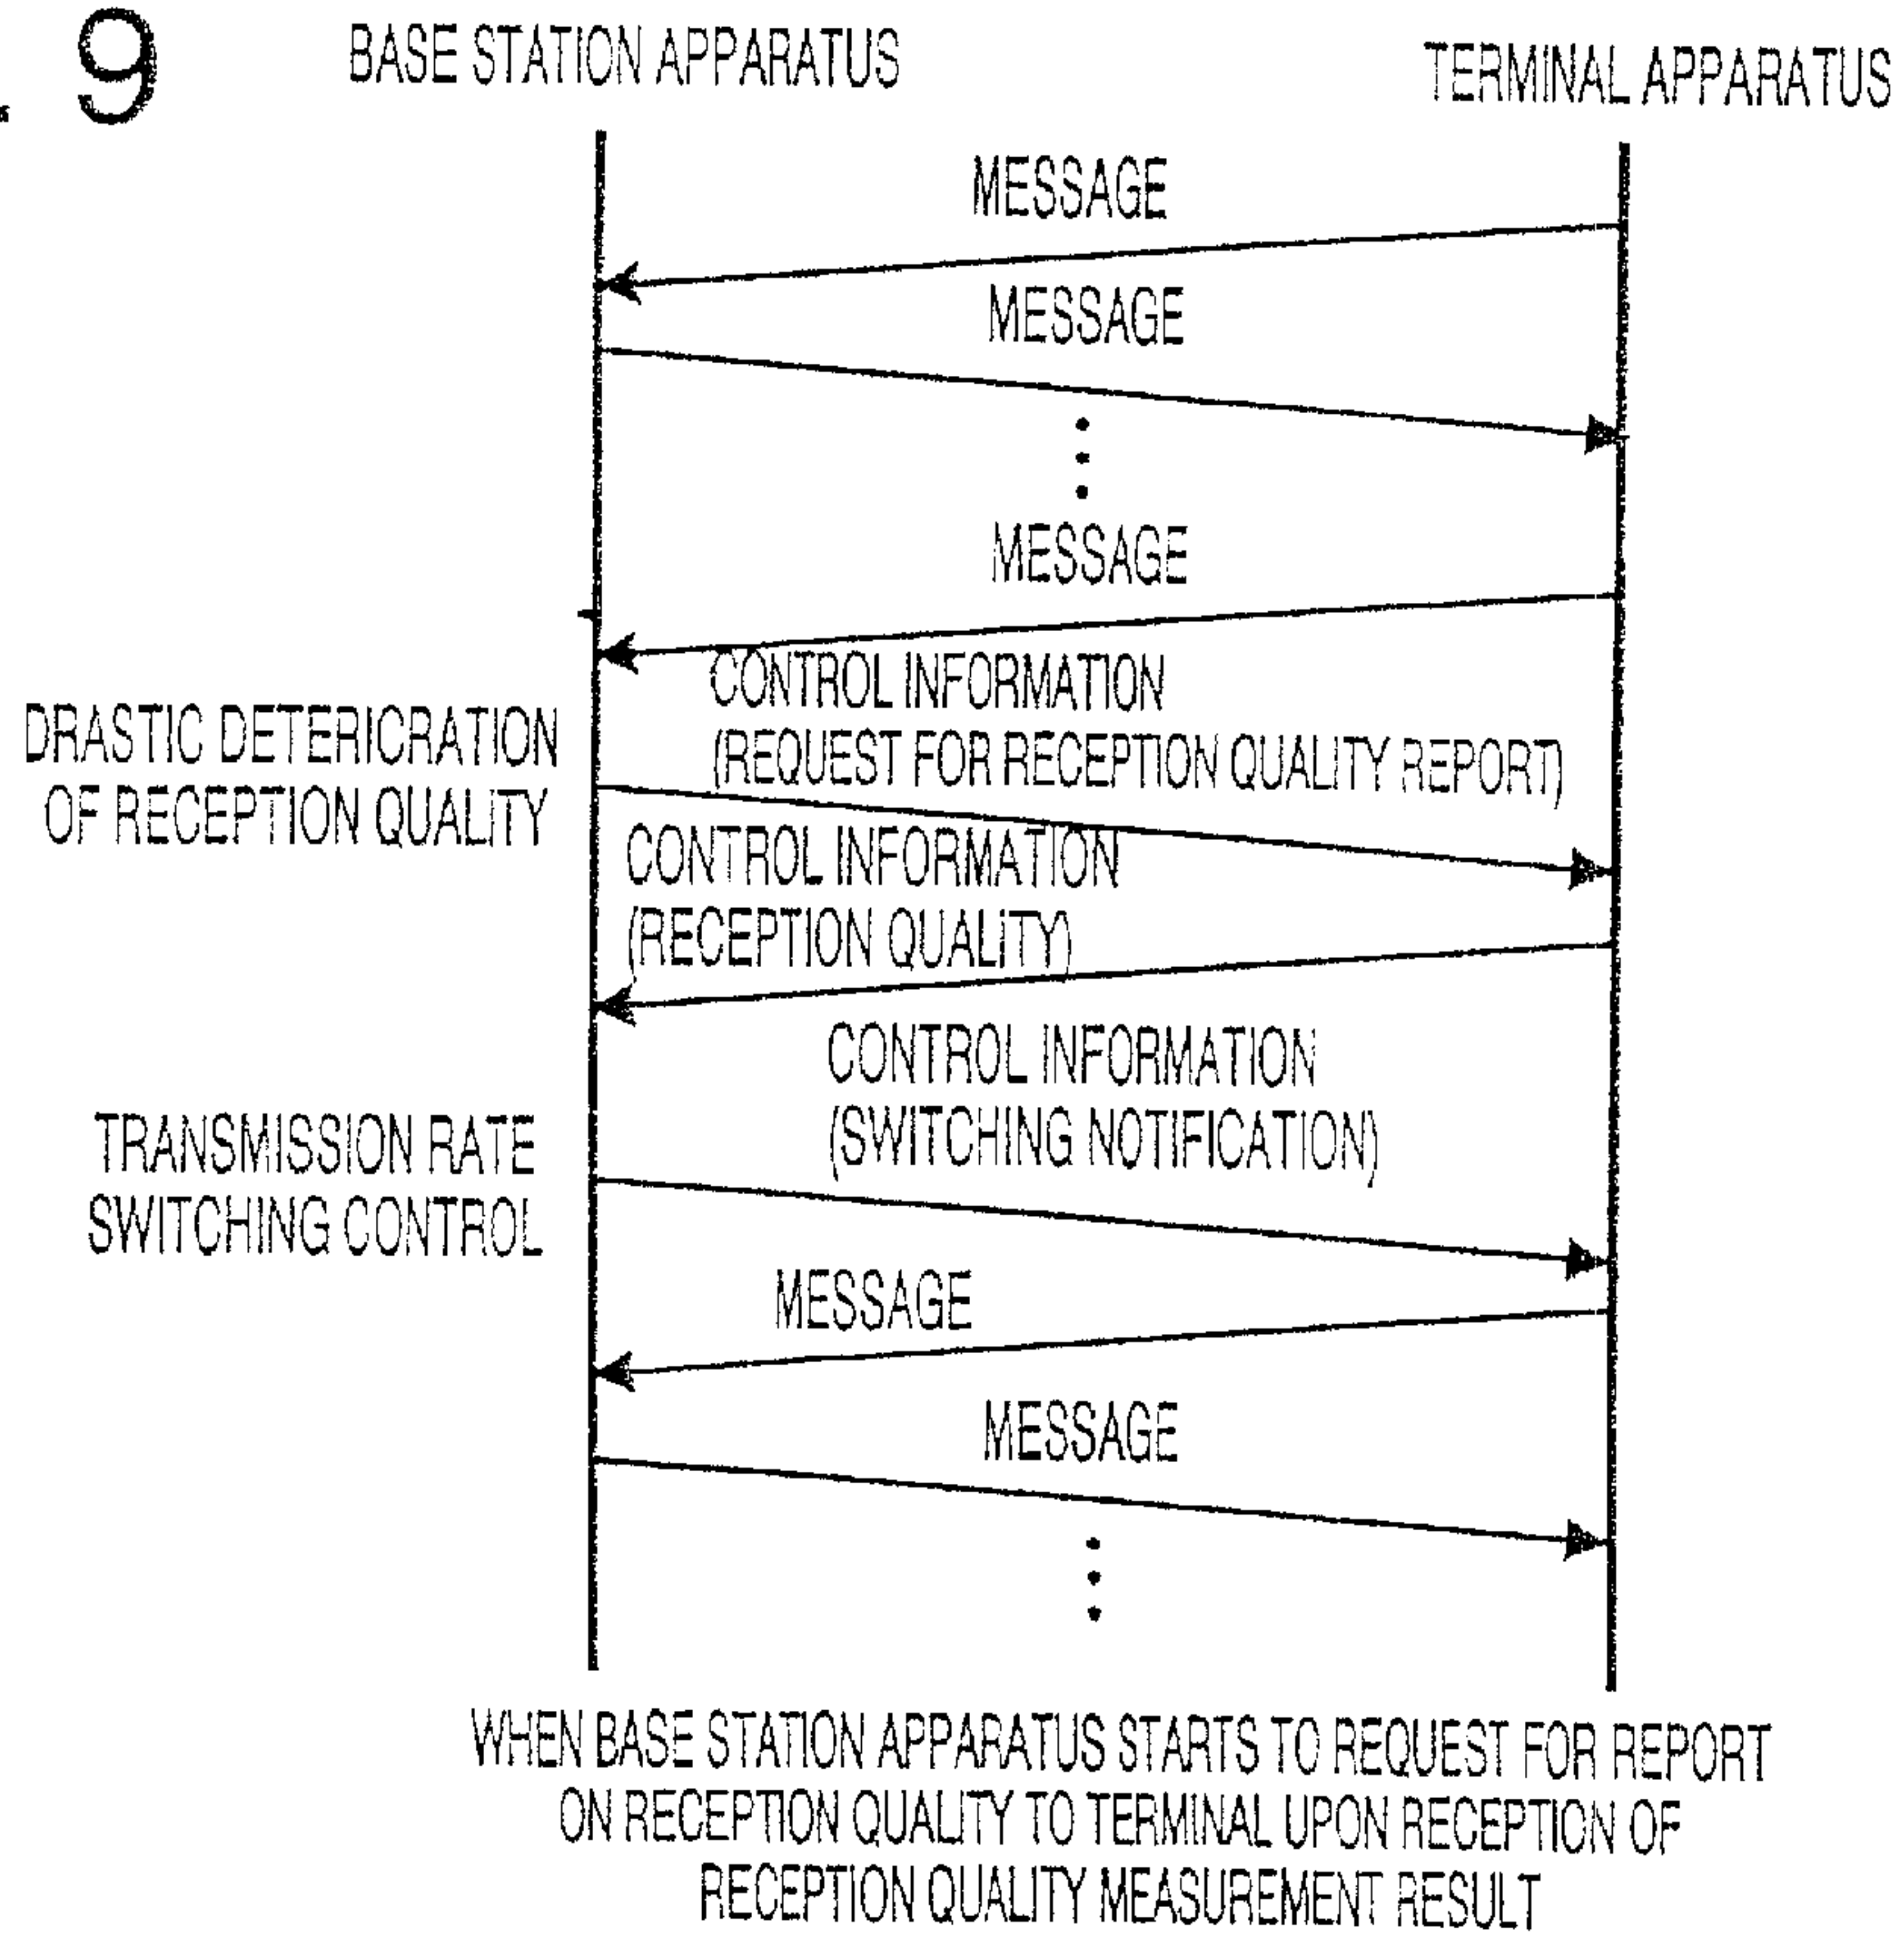 . 9
BASE STATION APPARATUS
TERMINAL APPARATUS
MESSAGE
MESSAGE
MESSAGE
CONTROL INFORMATION
(REQUEST FOR RECEPTION QUALITY REPORT)
DRASTIC DETERICRATION
OF RECEPTION QUALITY
CONTROL INFORMATION
(RECEPTION QUALITY)
CONTROL INFORMATION
(SWITCHING NOTIFICATION)
TRANSMISSION RATE
SWITCHING CONTROL
MESSAGE
MESSAGE
WHEN BASE STATION APPARATUS STARTS TO REQUEST FOR REPORT
ON RECEPTION QUALITY TO TERMINAL UPON RECEPTION OF
RECEPTION QUALITY MEASUREMENT RESULT